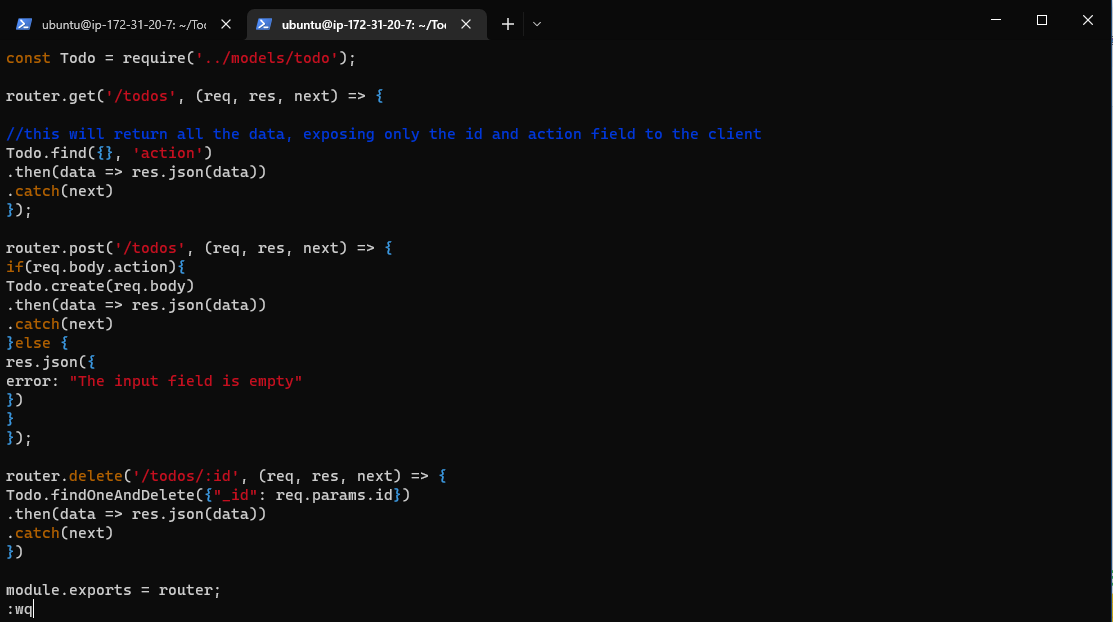 ubuntu@ip-172-31-20-7: ~/To
ubuntu@ip-172-31-20-7: ~/To
const Todo = require('../models/todo');
router.get('/todos', (req, res, next) => {
//this will return all the data, exposing only the id and action field to the client
Todo.find({}, 'action')
.then(data => res.json(data))
.catch(next)
});
router.post('/todos', (req, res, next) => {
if(req.body.action){
Todo.create(req.body)
.then(data => res.json(data))
.catch(next)
}else {
res.json({
error: "The input field is empty"
})
}
});
router.delete('/todos/:id', (req, res, next) => {
Todo.findOneAndDelete({"_id": req.params.id})
.then(data => res.json(data))
.catch(next)
})
module.exports = router;
:wq